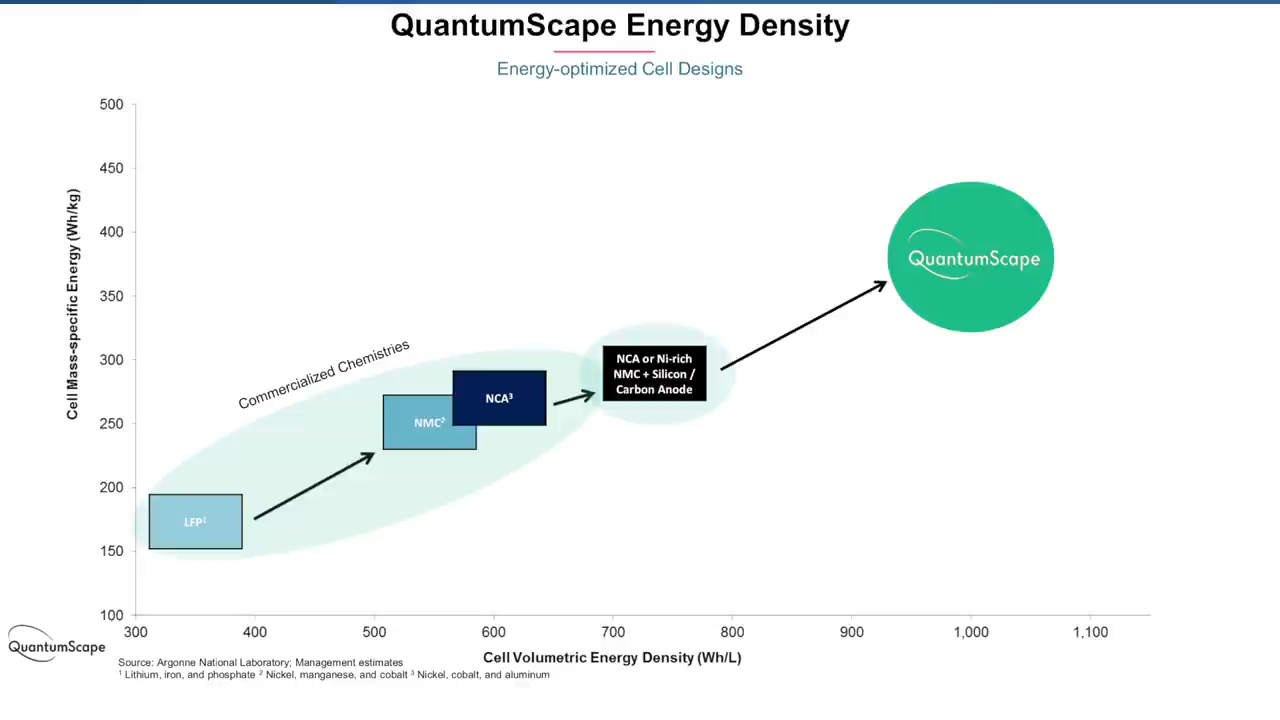 QuantumScape Energy Density
Energy-optimized Cell Designs
500
450
400
350
300
250
200
150
100
Cell Mass-specific Energy (Wh/kg)
Commercialized Chemistries
LFP¹
NMC²
NCA³
NCA or Ni-rich
NMC + Silicon /
Carbon Anode
QuantumScape
300 400 500 600 700 800 900 1,000 1,100
Cell Volumetric Energy Density (Wh/L)
QuantumScape
Source: Argonne National Laboratory; Management estimates
¹ Lithium, iron, and phosphate ² Nickel, manganese, and cobalt ³ Nickel, cobalt, and aluminum